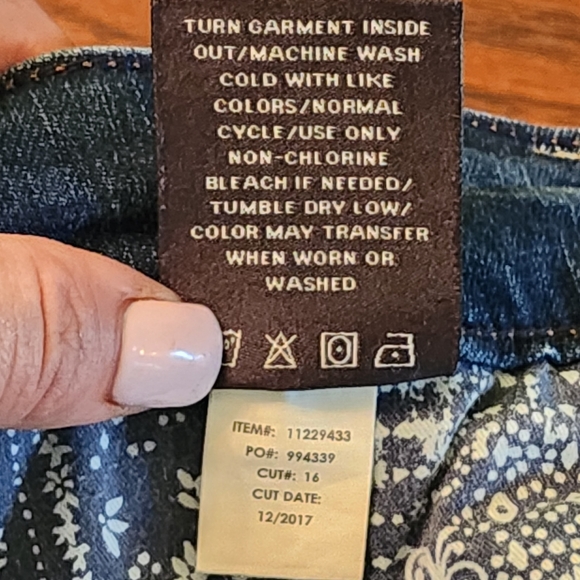 TURN GARMENT INSIDE
OUT/MACHINE WASH
COLD WITH LIKE
COLORS/NORMAL
CYCLE/USE ONLY
NON-CHLORINE
BLEACH IF NEEDED/
TUMBLE DRY LOW/
COLOR MAY TRANSFER
WHEN WORN OR
WASHED
ITEM#: 11229433
PO#: 994339
CUT#: 16
CUT DATE:
12/2017